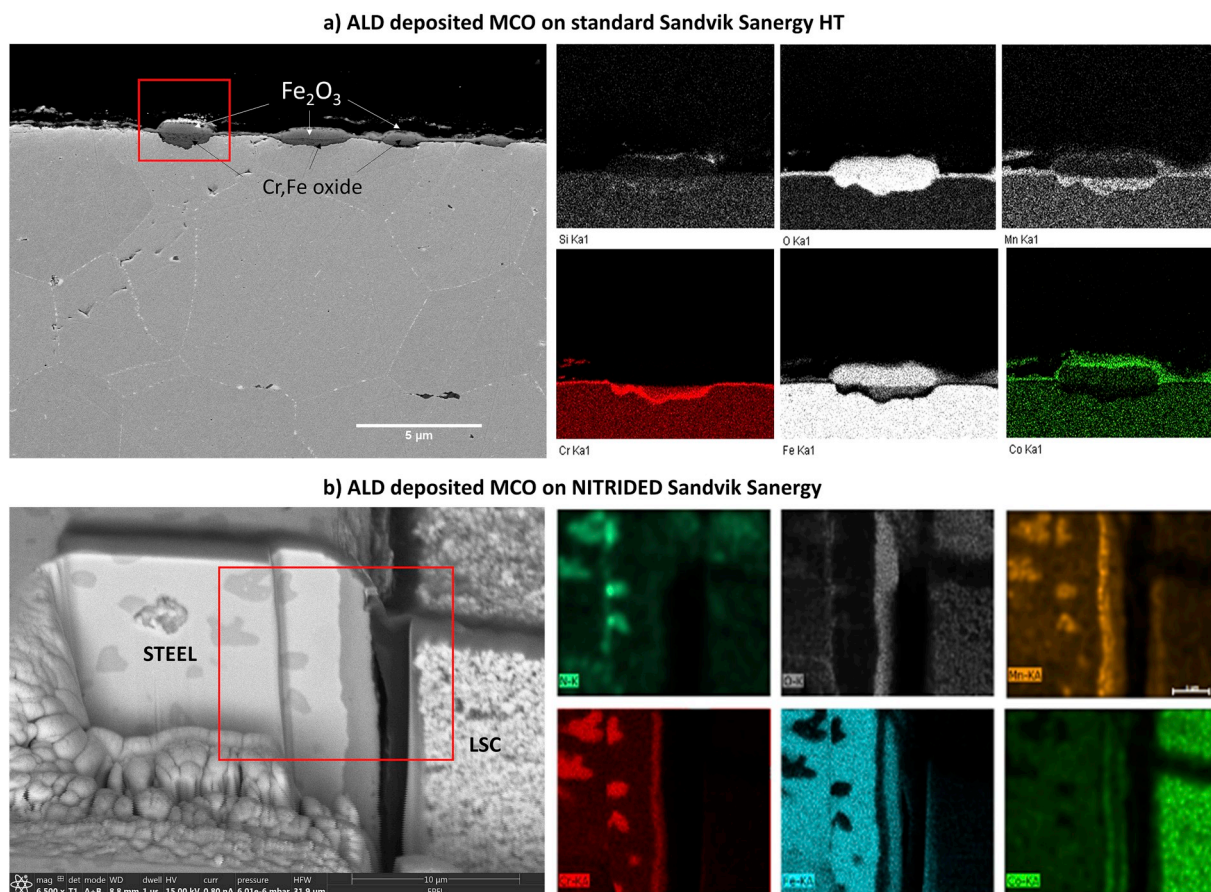 a) ALD deposited MCO on standard Sandvik Sanergy HT
Fe₂O₃
Cr,Fe oxide
5 µm
Si Ka1
O Ka1
Mn Ka1
Cr Ka1
Fe Ka1
Co Ka1
b) ALD deposited MCO on NITRIDED Sandvik Sanergy
STEEL
LSC
N-K
O-K
Mn-KA
Cr-KA
Fe-KA
Co-KA
mag det mode WD dwell HV curr pressure HFW
10 µm